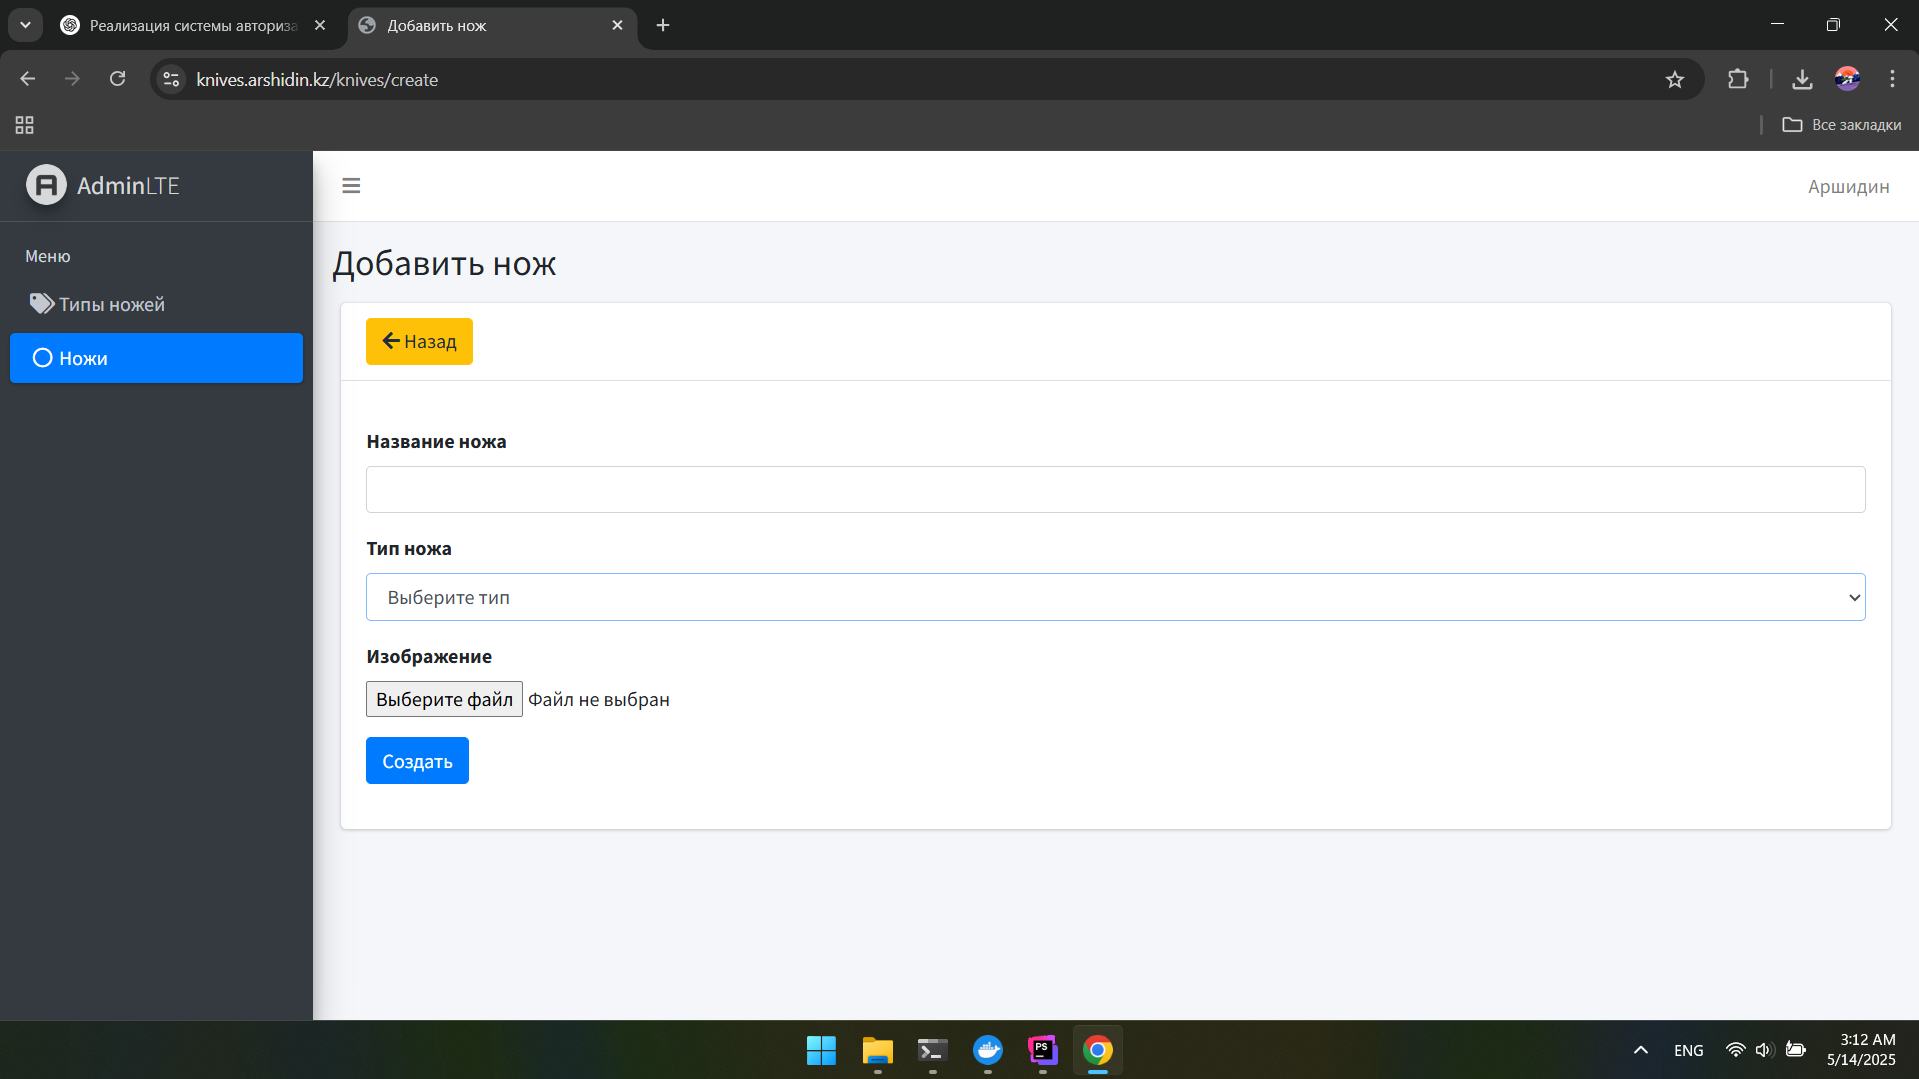 Реализация системы авториза
Добавить нож
knives.arshidin.kz/knives/create
Все закладки
AdminLTE
Аршидин
Меню
Типы ножей
Ножи
Добавить нож
Назад
Название ножа
Тип ножа
Выберите тип
Изображение
Выберите файл Файл не выбран
Создать
PS
ENG
3:12 AM
5/14/2025